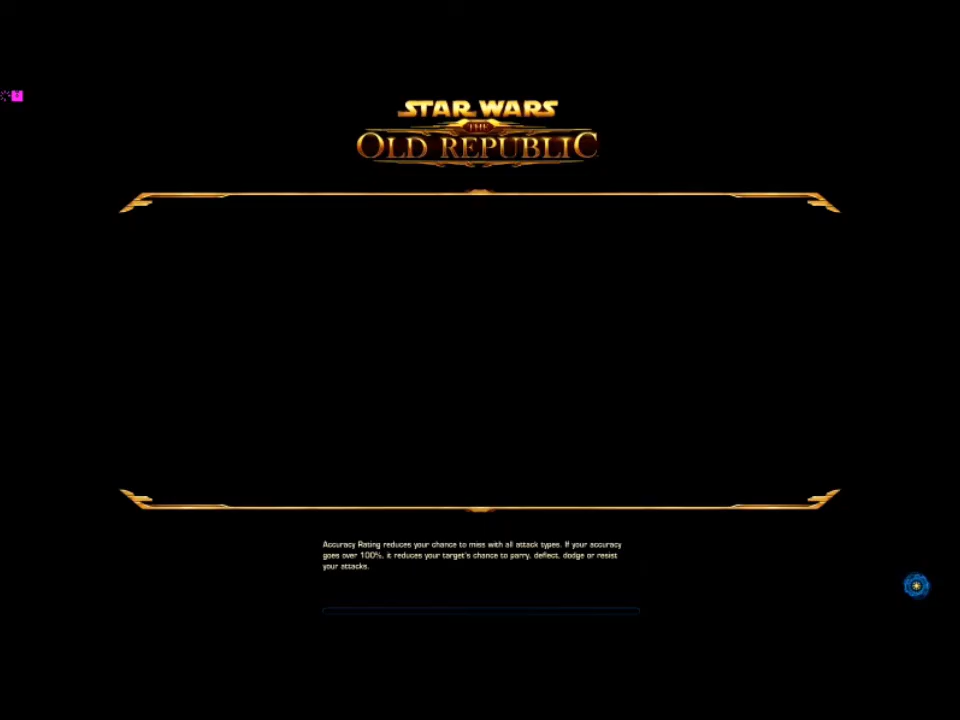 STAR WARS
THE
OLD REPUBLIC
Accuracy Rating reduces your chance to miss with all attack types. If your accuracy
goes over 100%, it reduces your target's chance to parry, deflect, dodge or resist
your attacks.